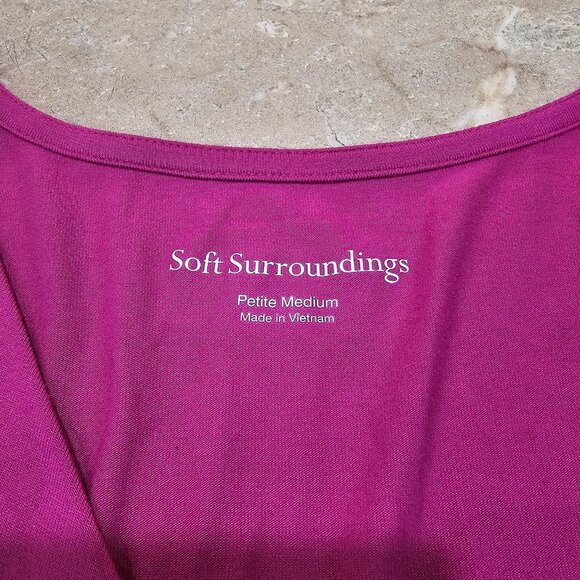 Soft Surroundings
Petite Medium
Made in Vietnam